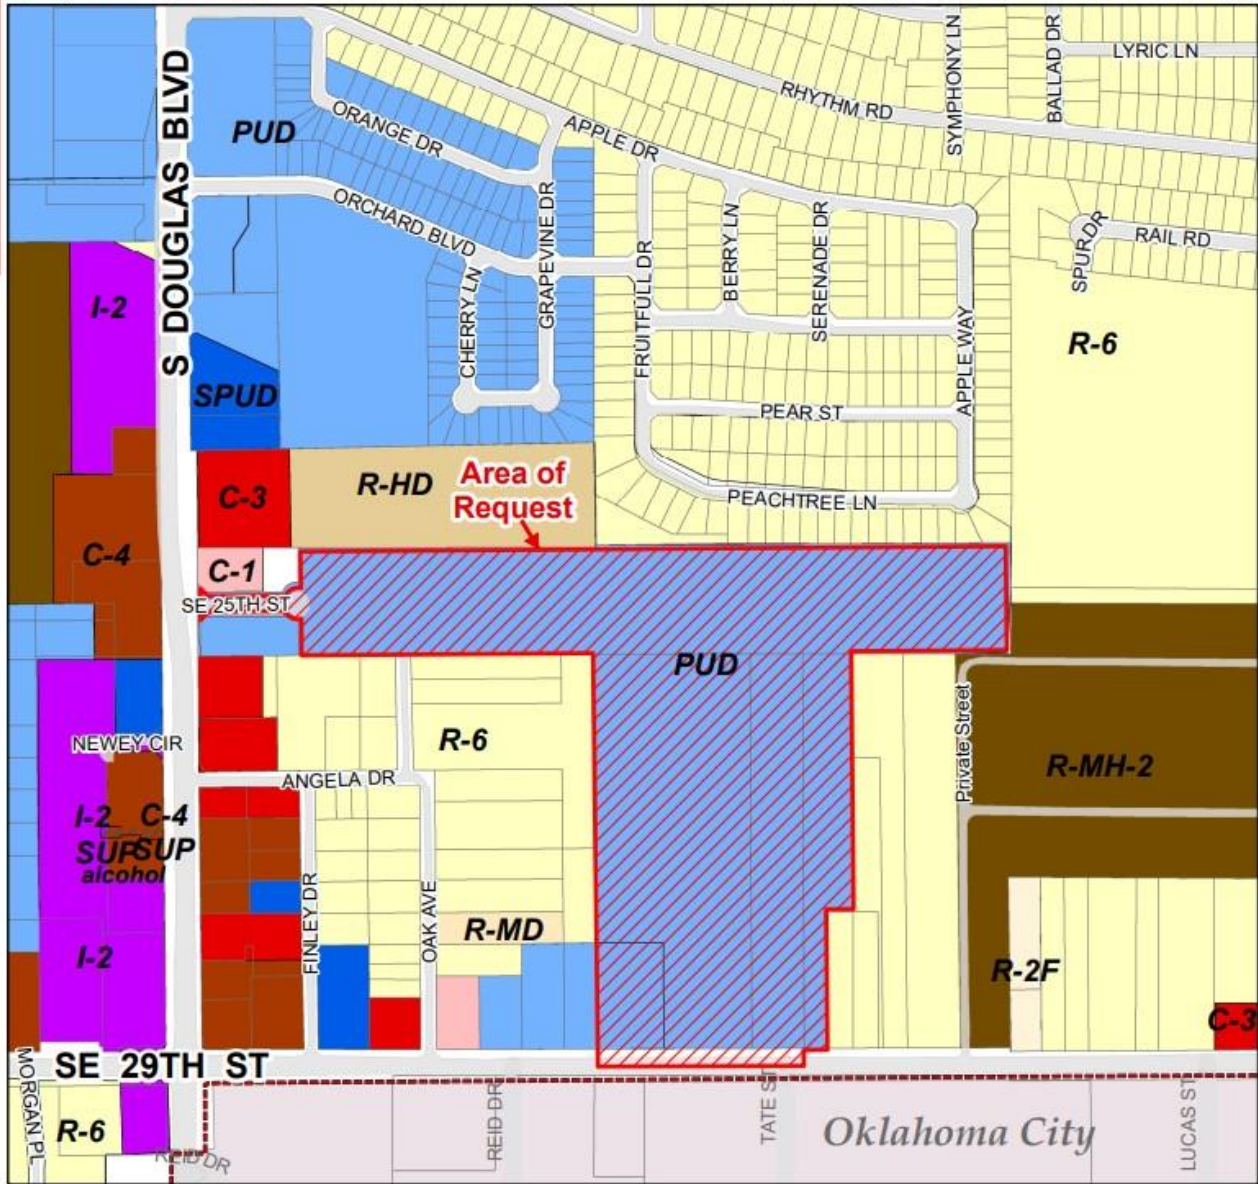 LYRIC LN
SYMPHONY LN
BALLAD DR
RHYTHM RD
S DOUGLAS BLVD
PUD
ORANGE DR
APPLE DR
ORCHARD BLVD
GRAPEVINE DR
CHERRY LN
FRUITFULL DR
BERRY LN
SERENADE DR
SPUR DR
RAIL RD
I-2
R-6
APPLE WAY
SPUD
PEAR ST
C-3
R-HD
Area of
Request
PEACHTREE LN
C-4
C-1
SE 25TH ST
PUD
Private Street
NEWEY CIR
R-6
R-MH-2
ANGELA DR
I-2
C-4
SUP
SUP
alcohol
FINLEY DR
OAK AVE
R-MD
I-2
R-2F
C-3
SE 29TH ST
MORGAN PL
R-6
REID DR
REID DR
TATE ST
Oklahoma City
LUCAS ST